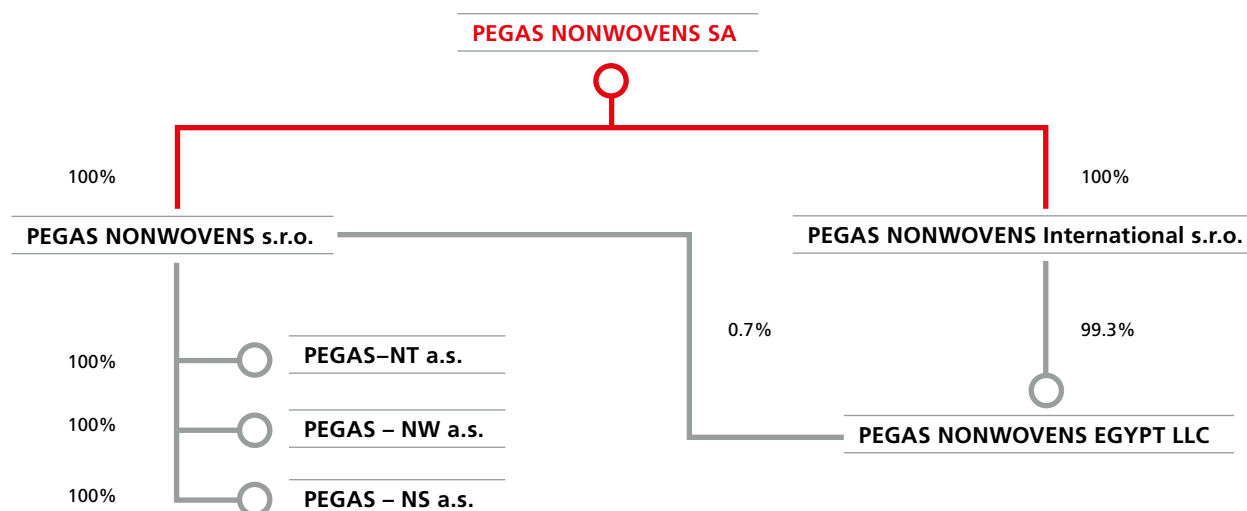 PEGAS NONWOVENS SA
100%
100%
PEGAS NONWOVENS s.r.o.
PEGAS NONWOVENS International s.r.o.
0.7%
99.3%
100%
PEGAS–NT a.s.
100%
PEGAS – NW a.s.
PEGAS NONWOVENS EGYPT LLC
100%
PEGAS – NS a.s.